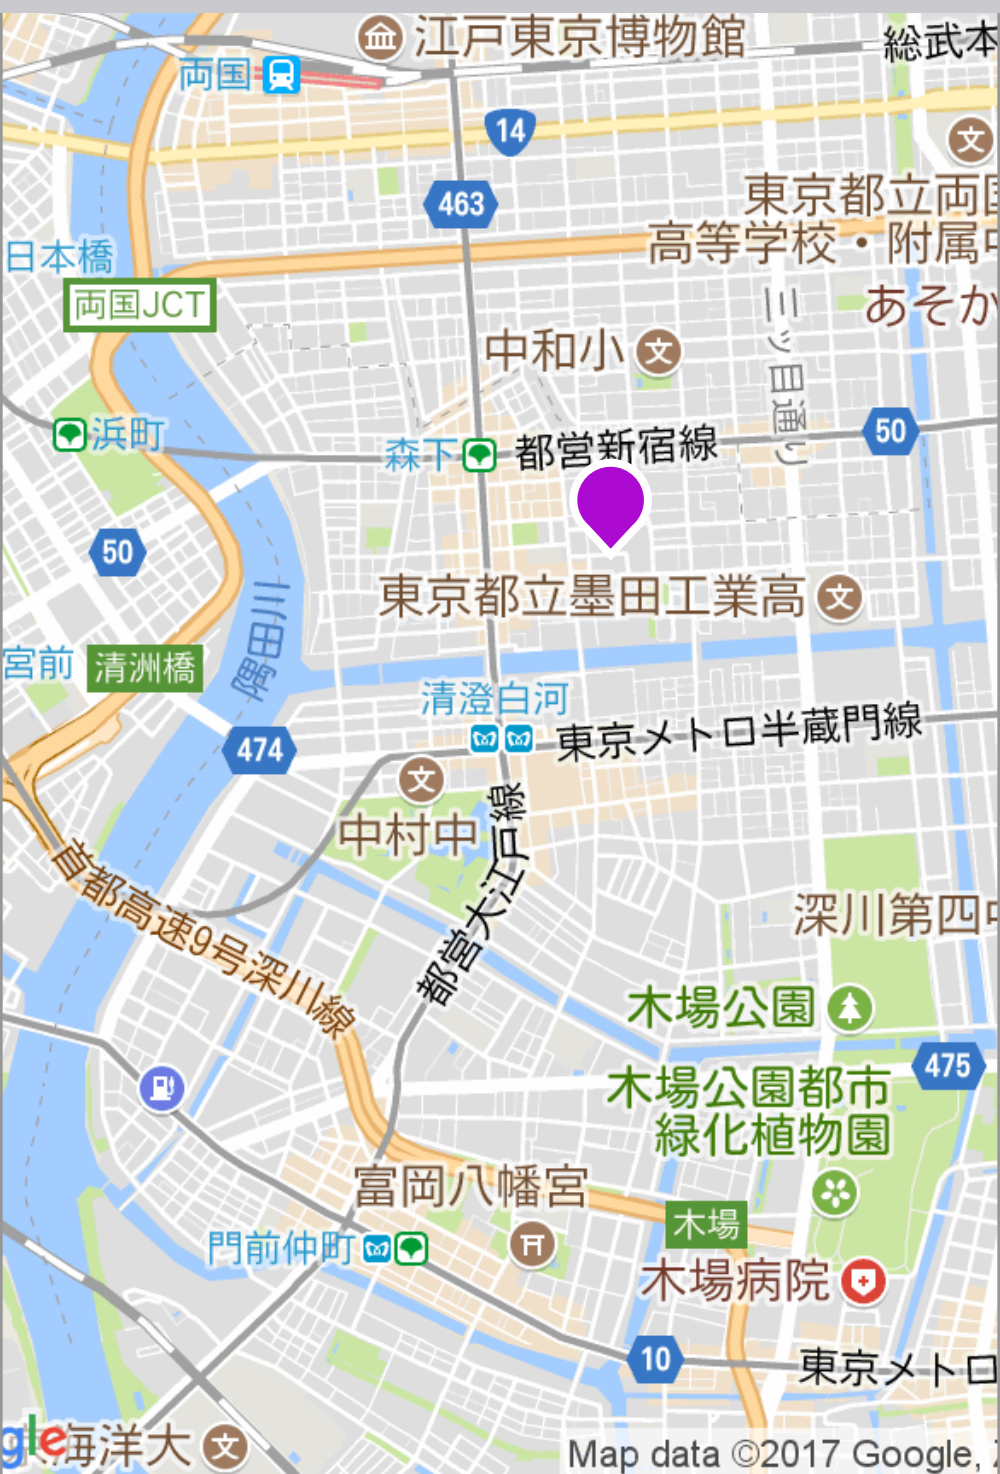 江戸東京博物館
総武本
両国
14
463
東京都立両国
高等学校・附属中
日本橋
両国JCT
あそか
三ツ目通り
中和小
浜町
森下
都営新宿線
50
50
東京都立墨田工業高
隅田川
宮前
清洲橋
清澄白河
東京メトロ半蔵門線
474
中村中
都営大江戸線
首都高速9号深川線
深川第四中
木場公園
475
木場公園都市
緑化植物園
富岡八幡宮
木場
門前仲町
木場病院
10
東京メトロ
gle
海洋大
Map data ©2017 Google,